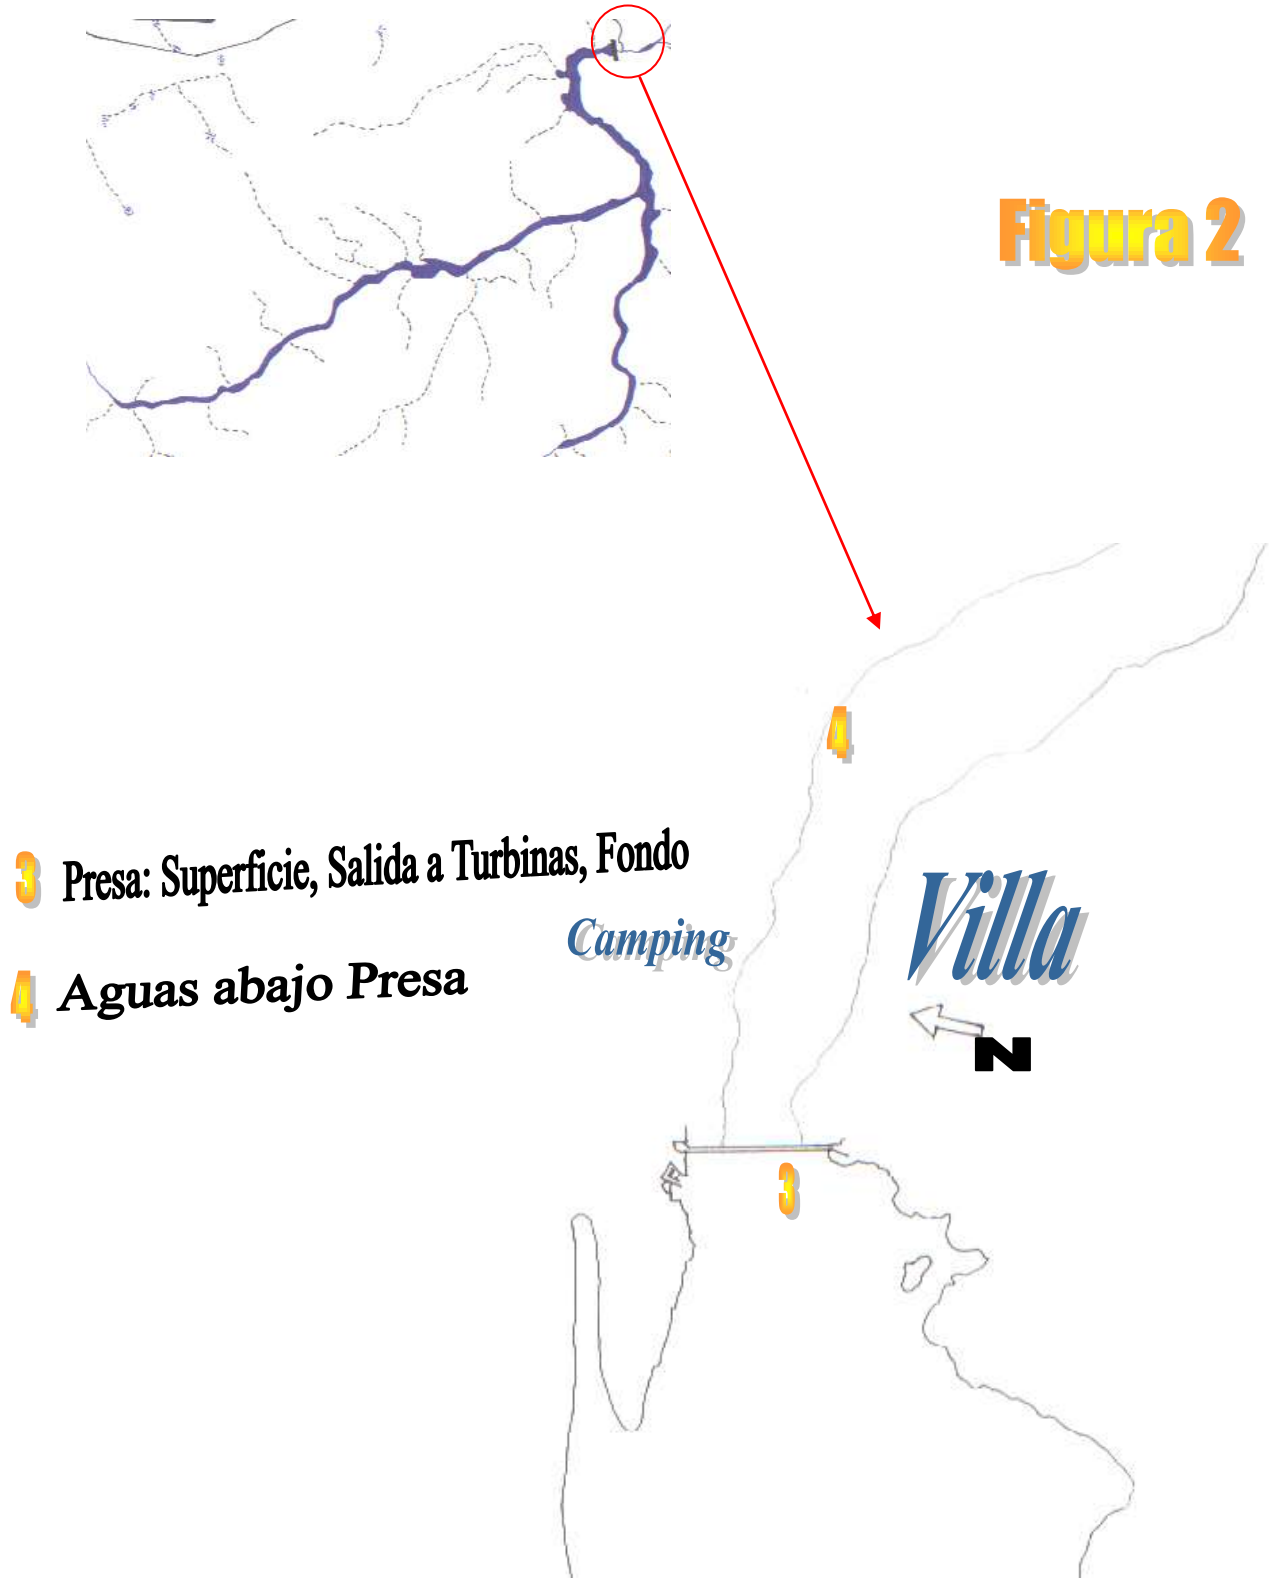 Figura 2
4
3 Presa: Superficie, Salida a Turbinas, Fondo
Camping
Villa
4 Aguas abajo Presa
N
3